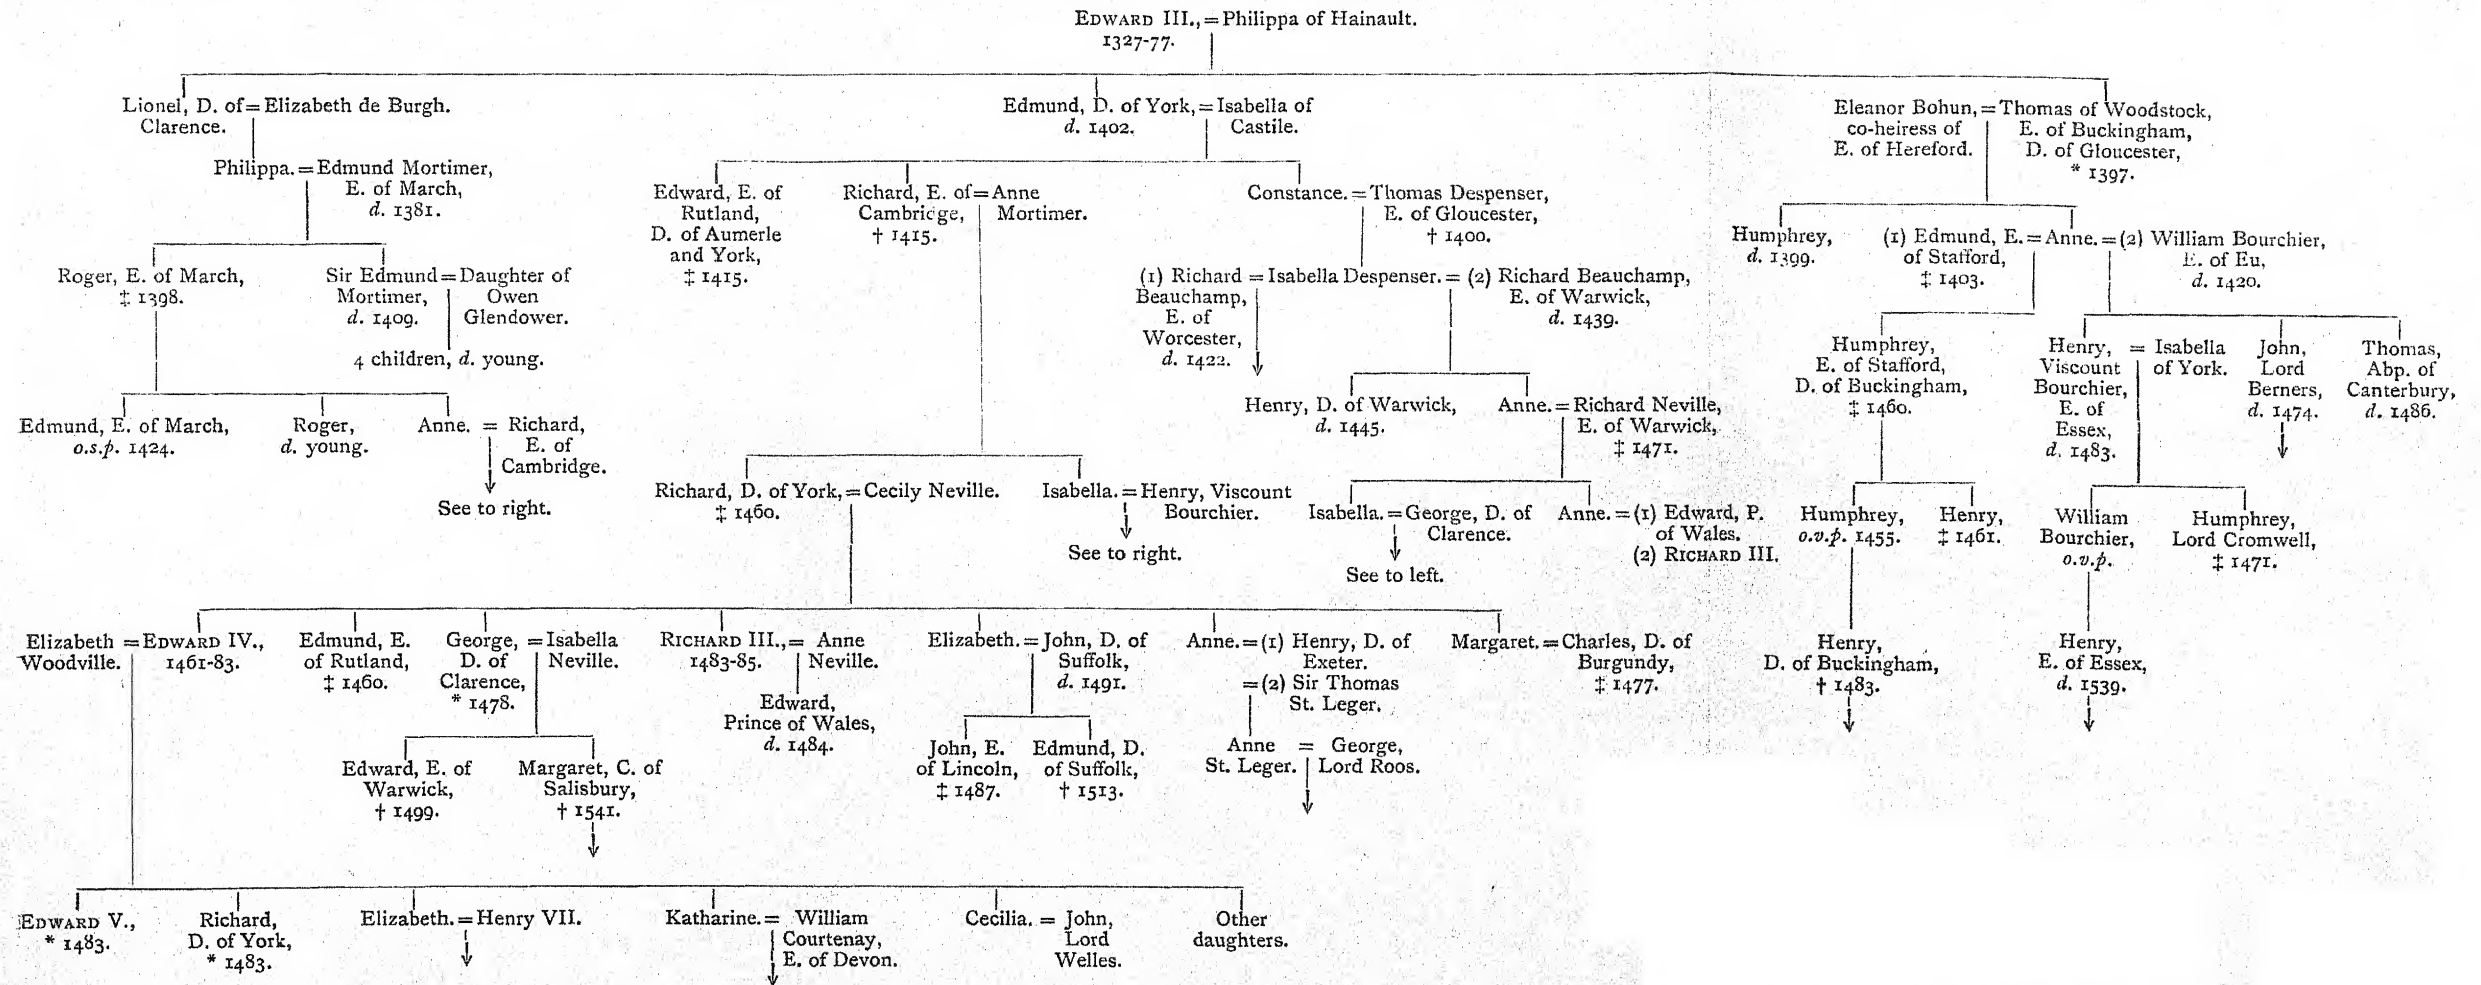 EDWARD III., = Philippa of Hainault.
1327-77.
Lionel, D. of = Elizabeth de Burgh.
Clarence.
Edmund, D. of York, = Isabella of
d. 1402. Castile.
Eleanor Bohun, = Thomas of Woodstock,
co-heiress of E. of Buckingham,
E. of Hereford. D. of Gloucester,
* 1397.
Philippa. = Edmund Mortimer,
E. of March,
d. 1381.
Edward, E. of
Rutland,
D. of Aumerle
and York,
‡ 1415.
Richard, E. of = Anne
Cambridge, Mortimer.
† 1415.
Constance. = Thomas Despenser,
E. of Gloucester,
† 1400.
Humphrey,
d. 1399.
(1) Edmund, E. = Anne. = (2) William Bourchier,
of Stafford, E. of Eu,
‡ 1403. d. 1420.
Roger, E. of March,
‡ 1398.
Sir Edmund = Daughter of
Mortimer, Owen
d. 1409. Glendower.
4 children, d. young.
(1) Richard = Isabella Despenser. = (2) Richard Beauchamp,
Beauchamp, E. of Warwick,
E. of d. 1439.
Worcester,
d. 1422.
Humphrey,
E. of Stafford,
D. of Buckingham,
‡ 1460.
Henry, = Isabella
Viscount of York.
Bourchier,
E. of
Essex,
d. 1483.
John,
Lord
Berners,
d. 1474.
Thomas,
Abp. of
Canterbury,
d. 1486.
Edmund, E. of March,
o.s.p. 1424.
Roger,
d. young.
Anne. = Richard,
E. of
Cambridge.
See to right.
Henry, D. of Warwick,
d. 1445.
Anne. = Richard Neville,
E. of Warwick,
‡ 1471.
Richard, D. of York, = Cecily Neville.
‡ 1460.
Isabella. = Henry, Viscount
Bourchier.
See to right.
Isabella. = George, D. of
Clarence.
See to left.
Anne. = (1) Edward, P.
of Wales.
(2) RICHARD III.
Humphrey,
o.v.p. 1455.
Henry,
‡ 1461.
William
Bourchier,
o.v.p.
Humphrey,
Lord Cromwell,
‡ 1471.
Elizabeth = EDWARD IV.,
Woodville. 1461-83.
Edmund, E.
of Rutland,
‡ 1460.
George, = Isabella
D. of Neville.
Clarence,
* 1478.
RICHARD III., = Anne
1483-85. Neville.
Edward,
Prince of Wales,
d. 1484.
Elizabeth. = John, D. of
Suffolk,
d. 1491.
Anne. = (1) Henry, D. of
Exeter.
= (2) Sir Thomas
St. Leger.
Margaret. = Charles, D. of
Burgundy,
‡ 1477.
Henry,
D. of Buckingham,
† 1483.
Henry,
E. of Essex,
d. 1539.
Edward, E. of
Warwick,
† 1499.
Margaret, C. of
Salisbury,
† 1541.
John, E.
of Lincoln,
‡ 1487.
Edmund, D.
of Suffolk,
† 1513.
Anne = George,
St. Leger. Lord Roos.
EDWARD V.,
* 1483.
Richard,
D. of York,
* 1483.
Elizabeth. = Henry VII.
Katharine. = William
Courtenay,
E. of Devon.
Cecilia. = John,
Lord
Welles.
Other
daughters.